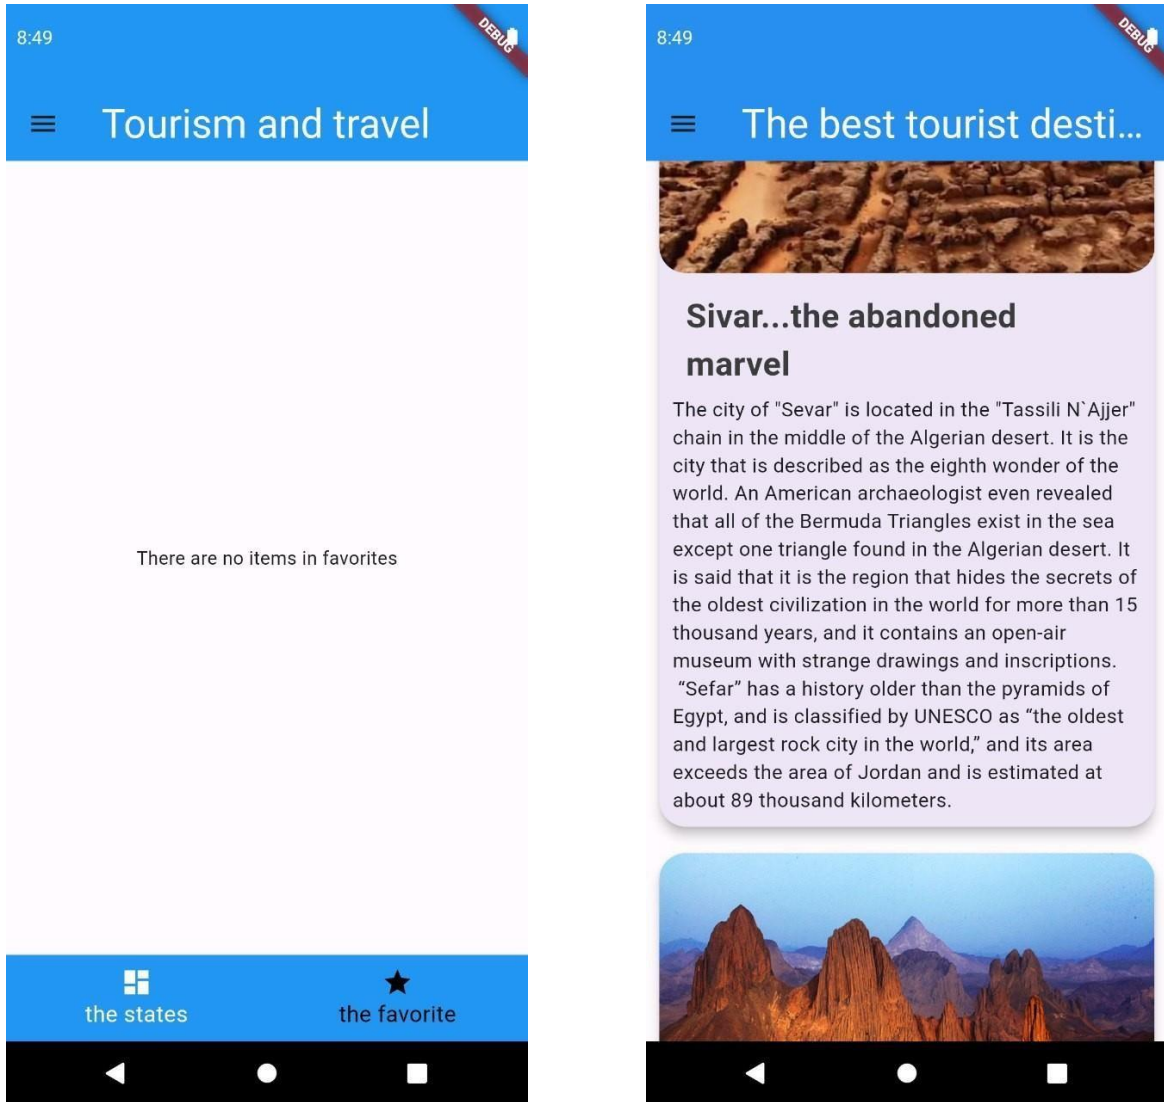 8:49
DEBUG
Tourism and travel
There are no items in favorites
the states
the favorite
8:49
DEBUG
The best tourist desti...
Sivar...the abandoned
marvel
The city of "Sevar" is located in the "Tassili N`Ajjer"
chain in the middle of the Algerian desert. It is the
city that is described as the eighth wonder of the
world. An American archaeologist even revealed
that all of the Bermuda Triangles exist in the sea
except one triangle found in the Algerian desert. It
is said that it is the region that hides the secrets of
the oldest civilization in the world for more than 15
thousand years, and it contains an open-air
museum with strange drawings and inscriptions.
“Sefar” has a history older than the pyramids of
Egypt, and is classified by UNESCO as “the oldest
and largest rock city in the world,” and its area
exceeds the area of Jordan and is estimated at
about 89 thousand kilometers.